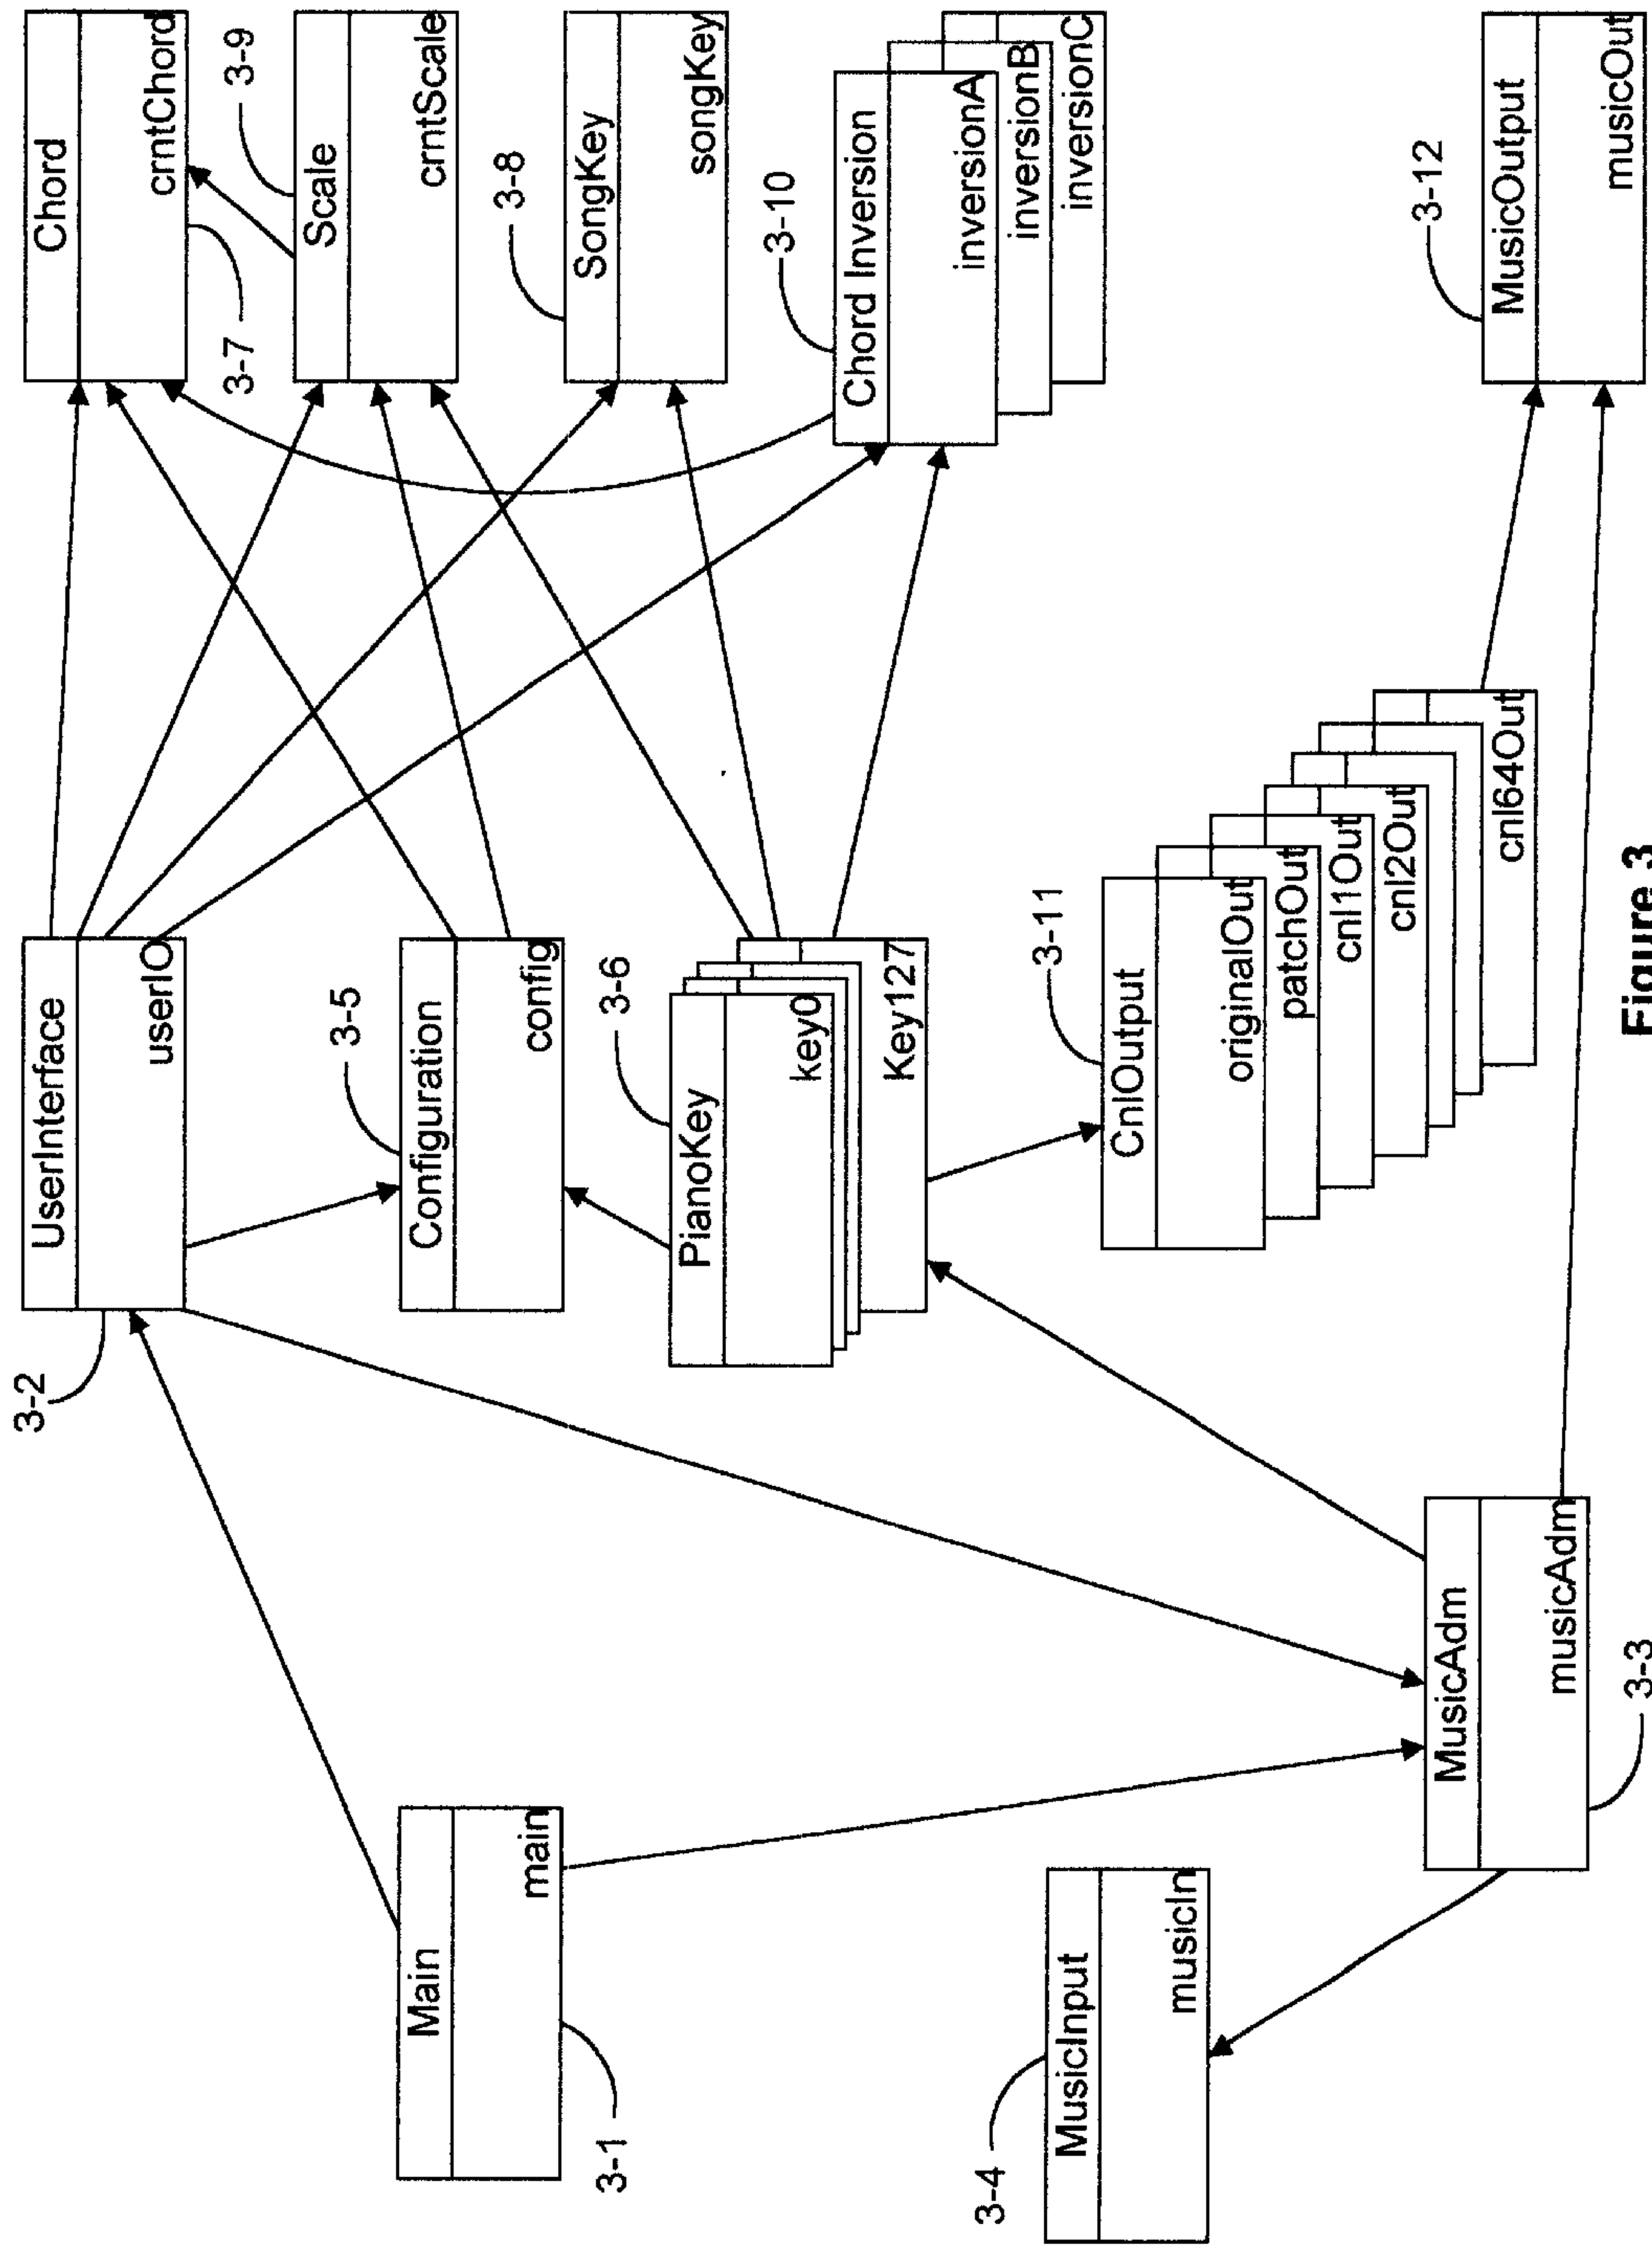 Chord
crntChord
3-7
3-9
Scale
crntScale
3-8
SongKey
songKey
3-10
Chord Inversion
inversionA
inversionB
inversionC
3-12
MusicOutput
musicOut
3-2
UserInterface
userIO
3-5
Configuration
config
3-6
PianoKey
key0
Key127
3-11
CnlOutput
originalOut
patchOut
cnl1Out
cnl2Out
cnl64Out
Main
main
3-1
MusicAdm
musicAdm
3-3
3-4
MusicInput
musicIn
Figure 3